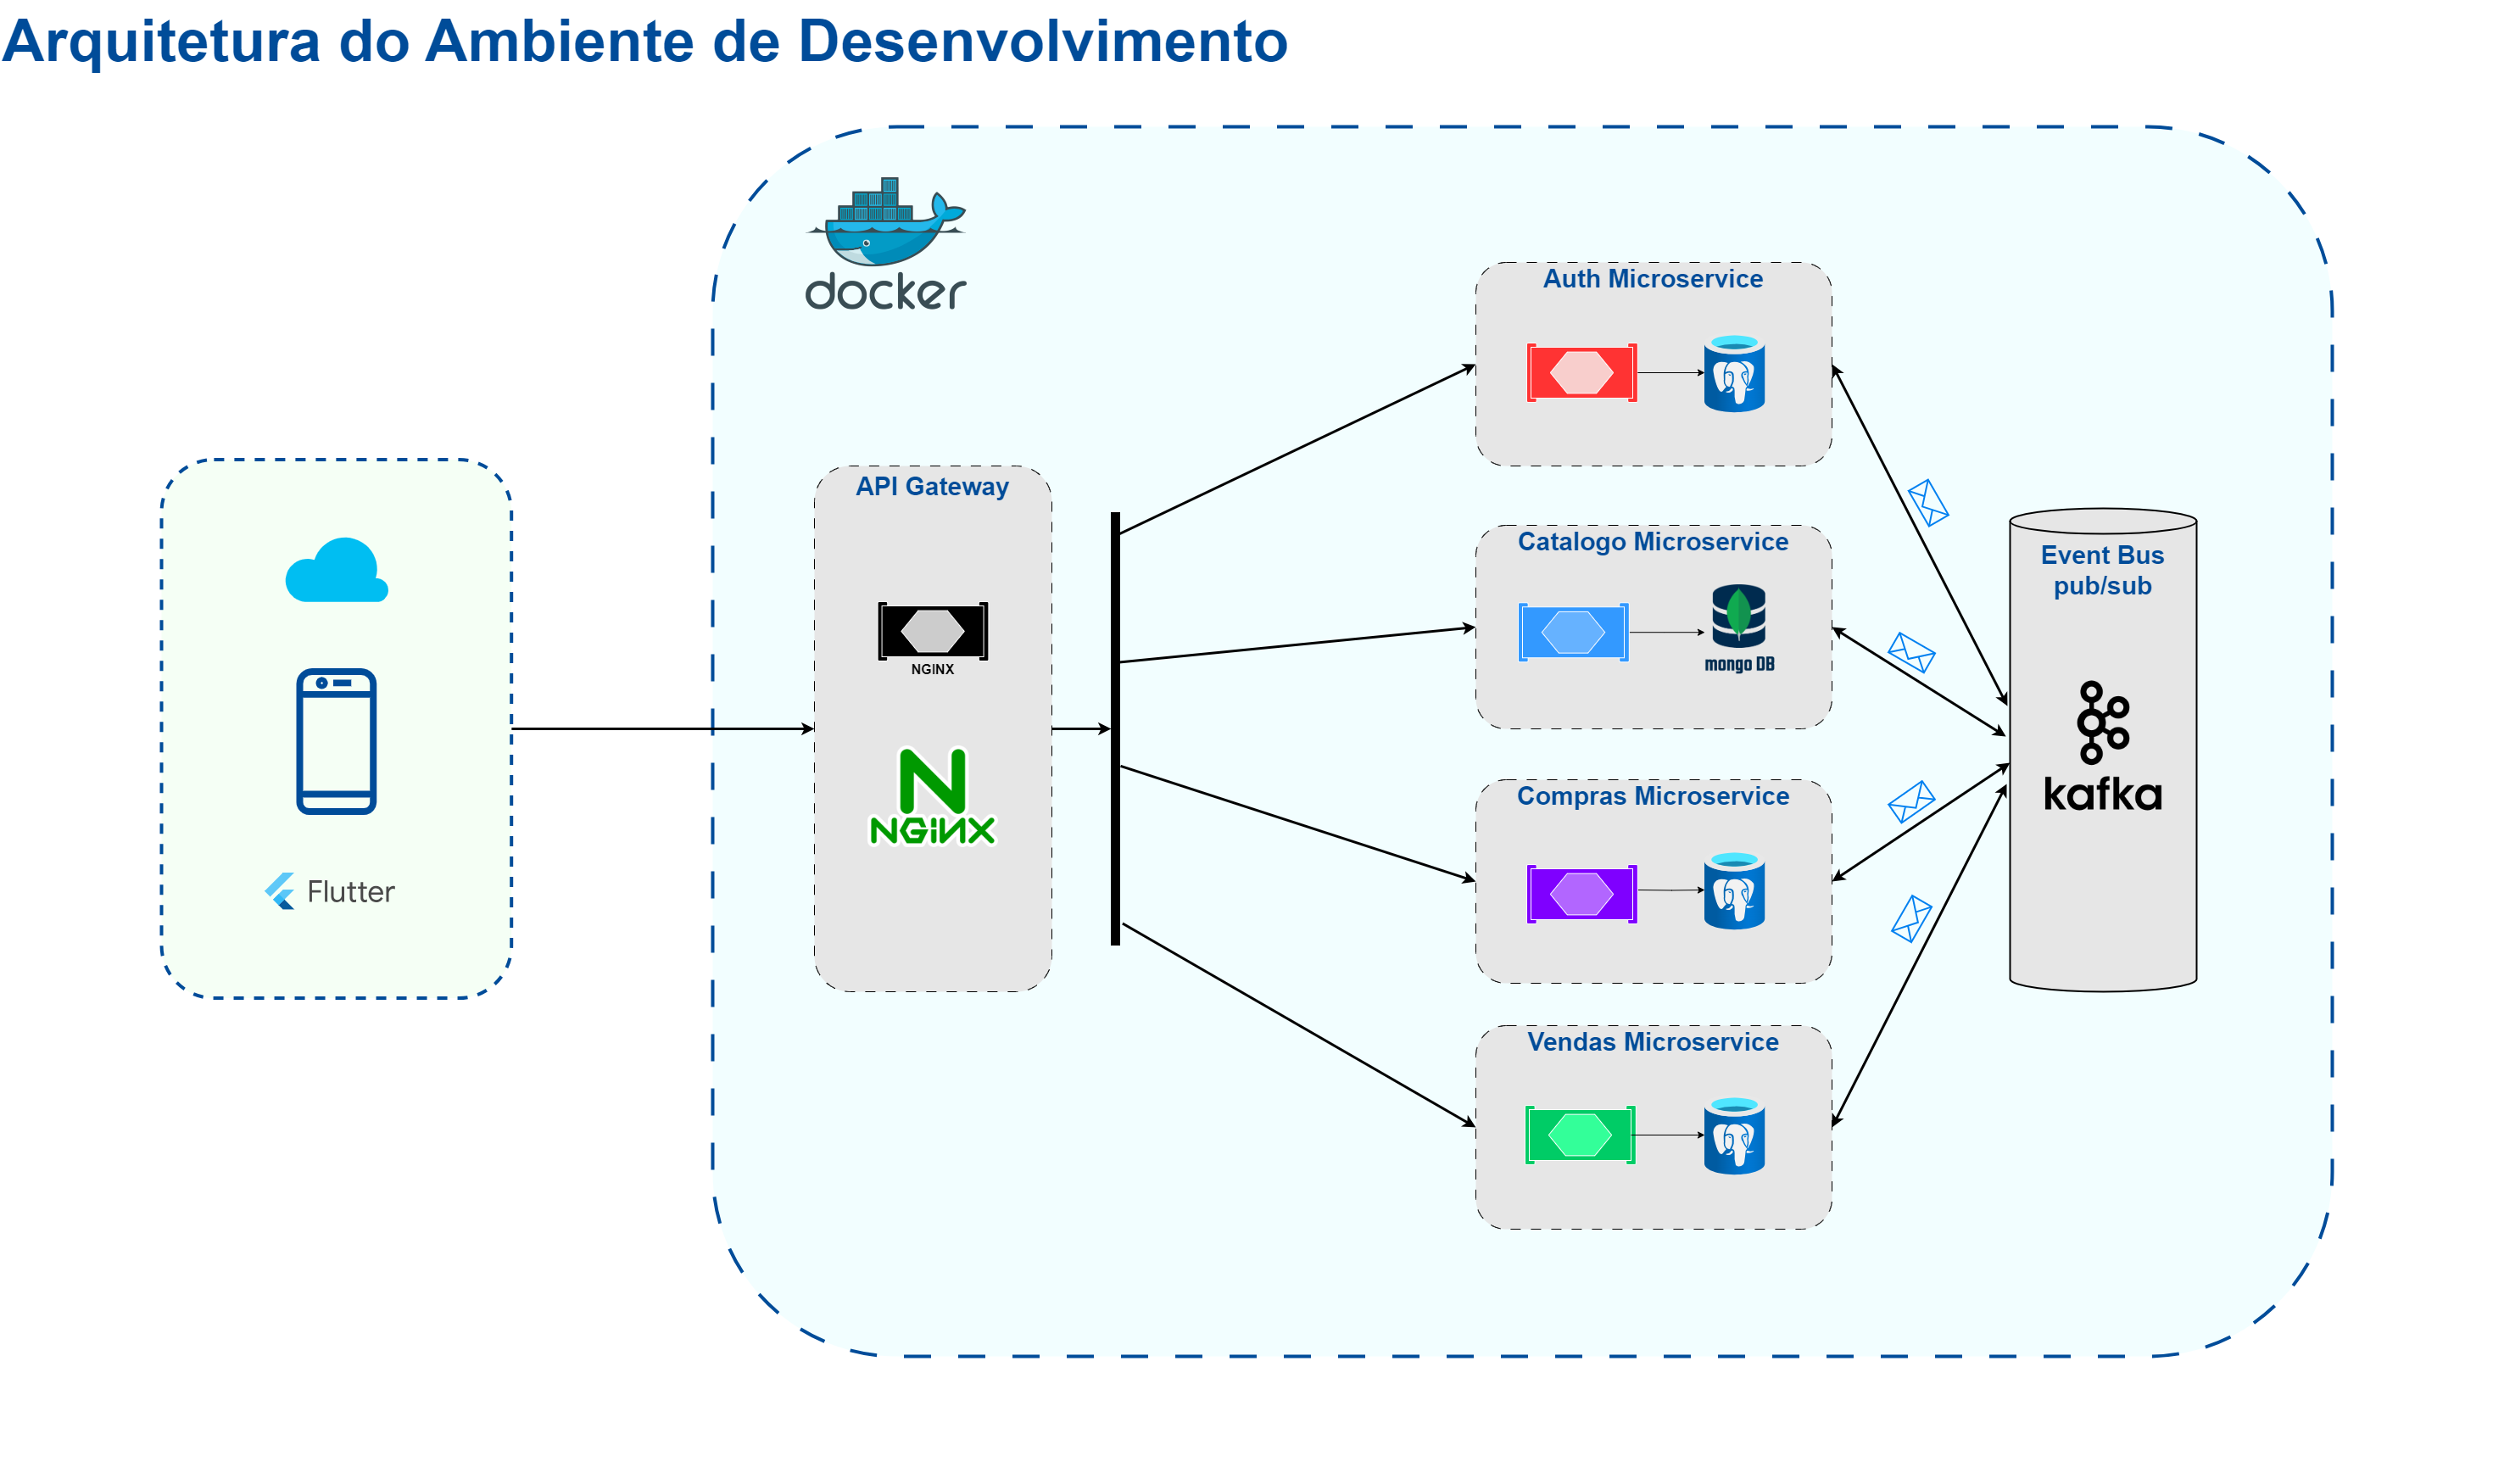 Arquitetura do Ambiente de Desenvolvimento
docker
Flutter
API Gateway
NGINX
NGINX
Auth Microservice
Catalogo Microservice
mongo DB
Compras Microservice
Vendas Microservice
Event Bus
pub/sub
kafka